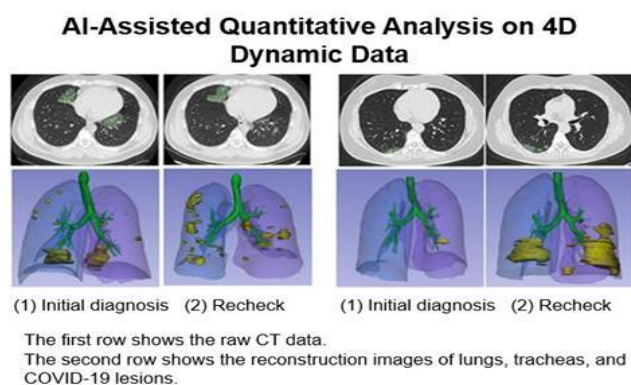 AI-Assisted Quantitative Analysis on 4D
Dynamic Data
(1) Initial diagnosis (2) Recheck (1) Initial diagnosis (2) Recheck
The first row shows the raw CT data.
The second row shows the reconstruction images of lungs, tracheas, and
COVID-19 lesions.